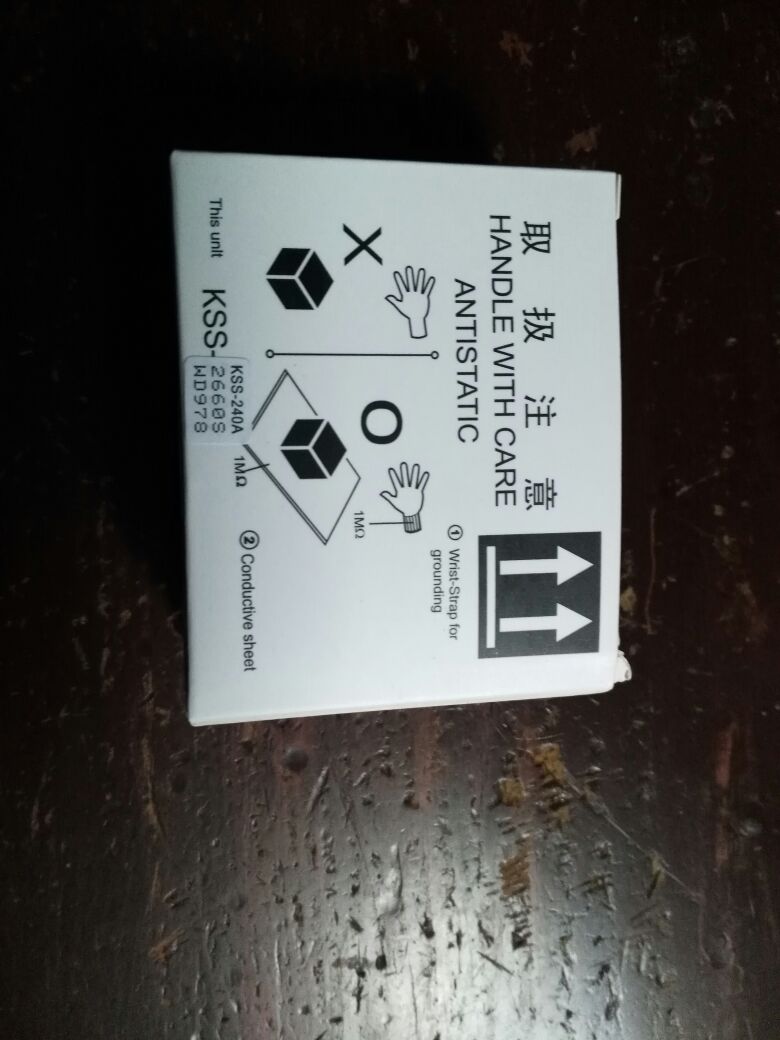 取扱注意
HANDLE WITH CARE
ANTISTATIC
① Wrist-Strap for
grounding
X
O
1MΩ
1MΩ
② Conductive sheet
This unit KSS-
KSS-240A
2660S
WD978